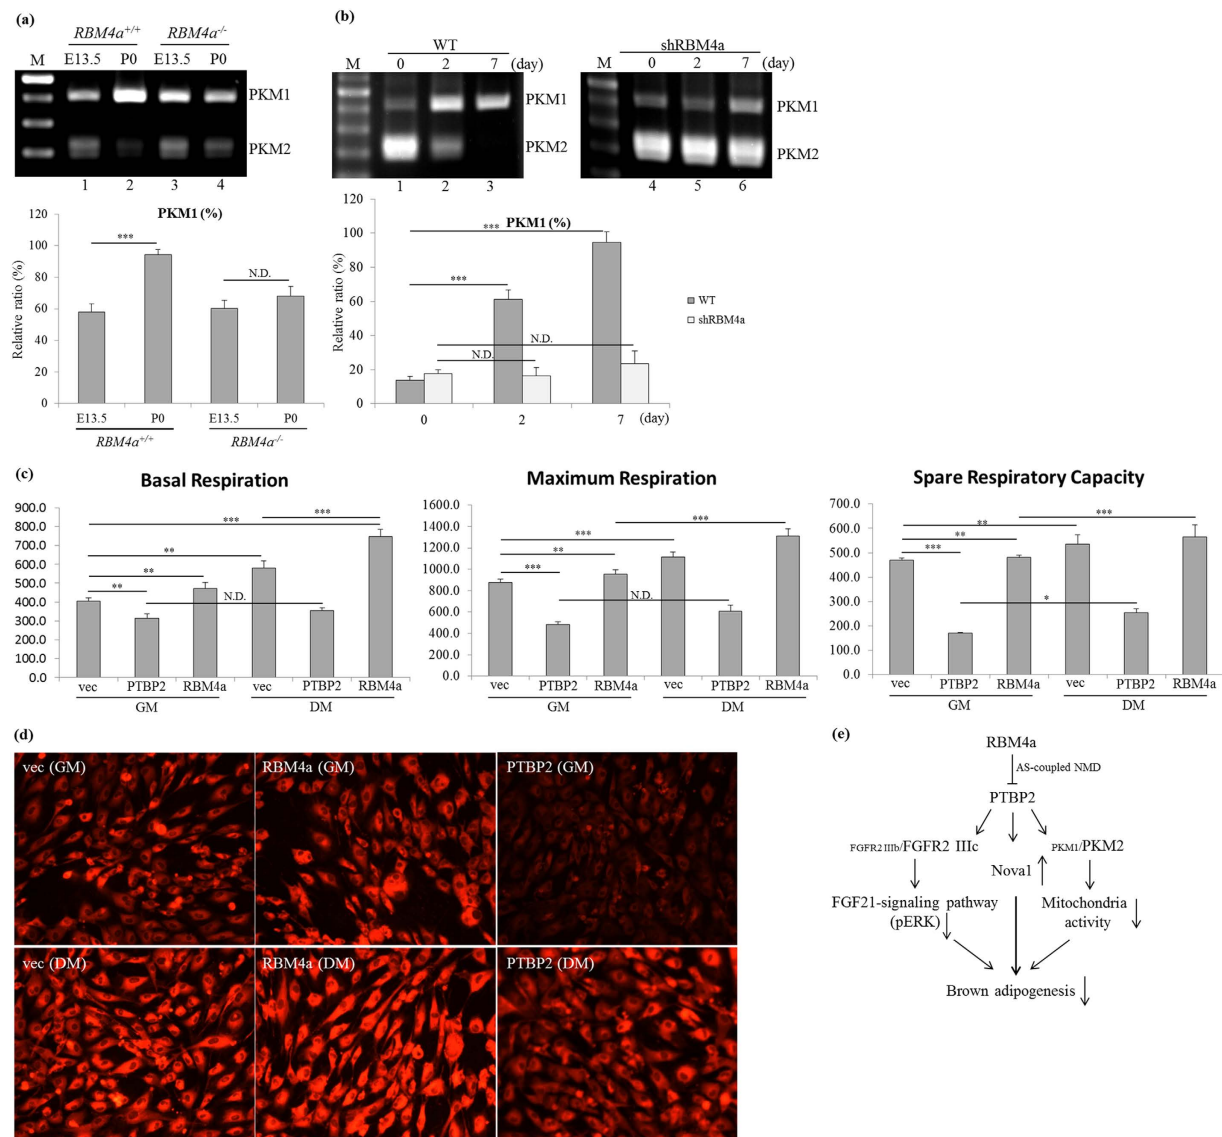 (a)
RBM4a+/+ RBM4a-/-
M E13.5 P0 E13.5 P0
PKM1
PKM2
1 2 3 4
PKM1 (%)
Relative ratio (%)
120
100
80
60
40
20
0
***
N.D.
E13.5 P0 E13.5 P0
RBM4a+/+ RBM4a-/-
(b)
WT
M 0 2 7 (day)
PKM1
PKM2
1 2 3
shRBM4a
M 0 2 7 (day)
PKM1
PKM2
4 5 6
PKM1 (%)
Relative ratio (%)
120
100
80
60
40
20
0
***
***
N.D.
N.D.
WT
shRBM4a
0 2 7 (day)
(c)
Basal Respiration
900.0
800.0
700.0
600.0
500.0
400.0
300.0
200.0
100.0
0.0
***
***
**
**
**
N.D.
vec PTBP2 RBM4a vec PTBP2 RBM4a
GM DM
Maximum Respiration
1600.0
1400.0
1200.0
1000.0
800.0
600.0
400.0
200.0
0.0
***
***
**
***
N.D.
vec PTBP2 RBM4a vec PTBP2 RBM4a
GM DM
Spare Respiratory Capacity
700.0
600.0
500.0
400.0
300.0
200.0
100.0
0.0
***
**
**
***
*
vec PTBP2 RBM4a vec PTBP2 RBM4a
GM DM
(d)
vec (GM) RBM4a (GM) PTBP2 (GM)
vec (DM) RBM4a (DM) PTBP2 (DM)
(e)
RBM4a
AS-coupled NMD
PTBP2
FGFR2 IIIb/FGFR2 IIIc
PKM1/PKM2
Nova1
FGF21-signaling pathway
(pERK)
Mitochondria
activity
Brown adipogenesis